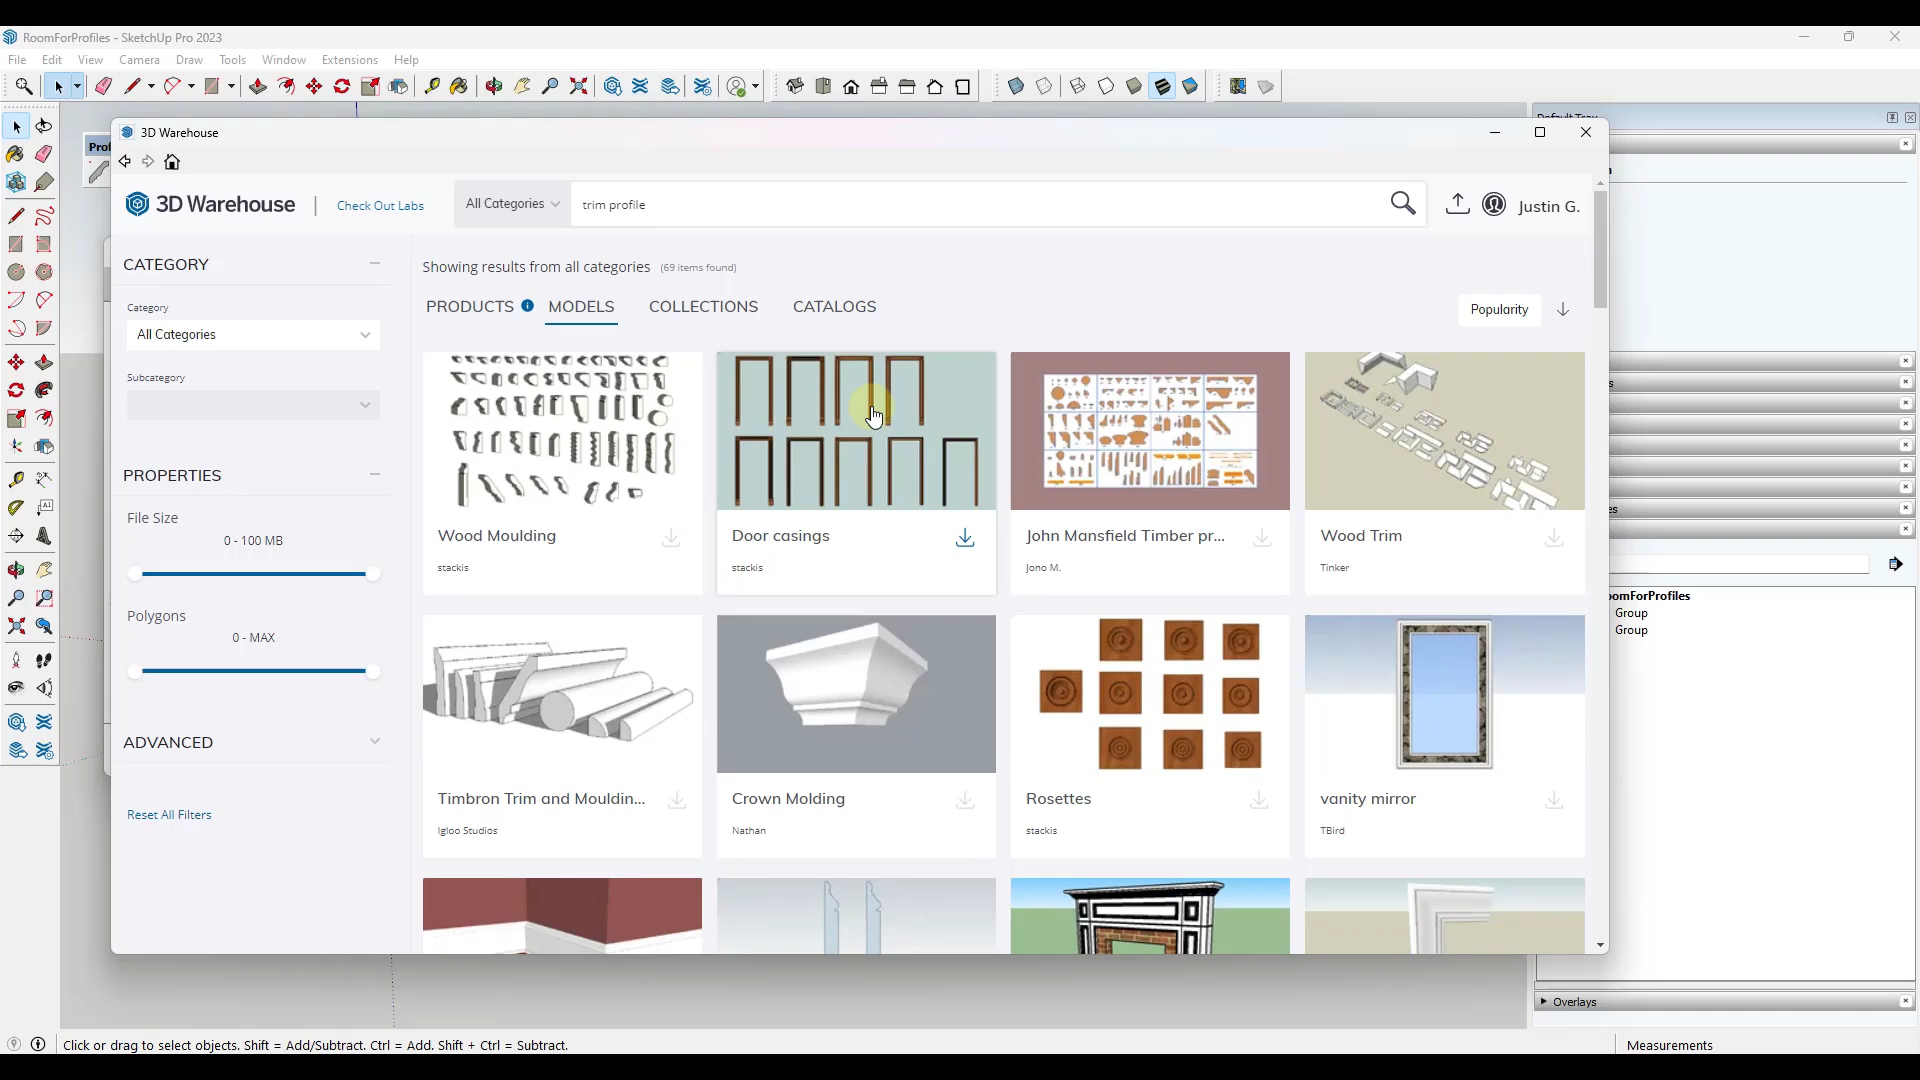 RoomForProfiles - SketchUp Pro 2023
File Edit View Camera Draw Tools Window Extensions Help
3D Warehouse
3D Warehouse | Check Out Labs
All Categories
trim profile
Justin G.
CATEGORY
Category
All Categories
Subcategory
PROPERTIES
File Size
0 - 100 MB
Polygons
0 - MAX
ADVANCED
Reset All Filters
Showing results from all categories (69 items found)
PRODUCTS MODELS COLLECTIONS CATALOGS
Popularity
Wood Moulding
stackis
Door casings
stackis
John Mansfield Timber pr...
Jono M.
Wood Trim
Tinker
Timbron Trim and Mouldin...
Igloo Studios
Crown Molding
Nathan
Rosettes
stackis
vanity mirror
TBird
oomForProfiles
Group
Group
Overlays
Click or drag to select objects. Shift = Add/Subtract. Ctrl = Add. Shift + Ctrl = Subtract.
Measurements